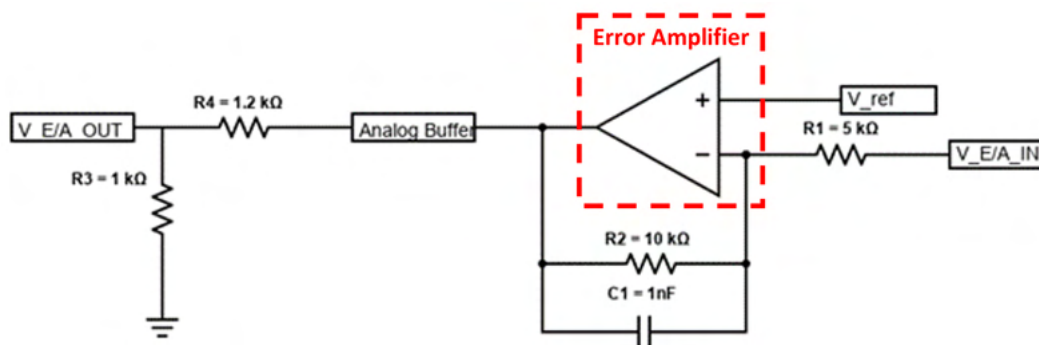 Error Amplifier
R4 = 1.2 kΩ
V_ref
V_E/A_OUT
Analog Buffer
+
R1 = 5 kΩ
−
V_E/A_IN
R3 = 1 kΩ
R2 = 10 kΩ
C1 = 1nF